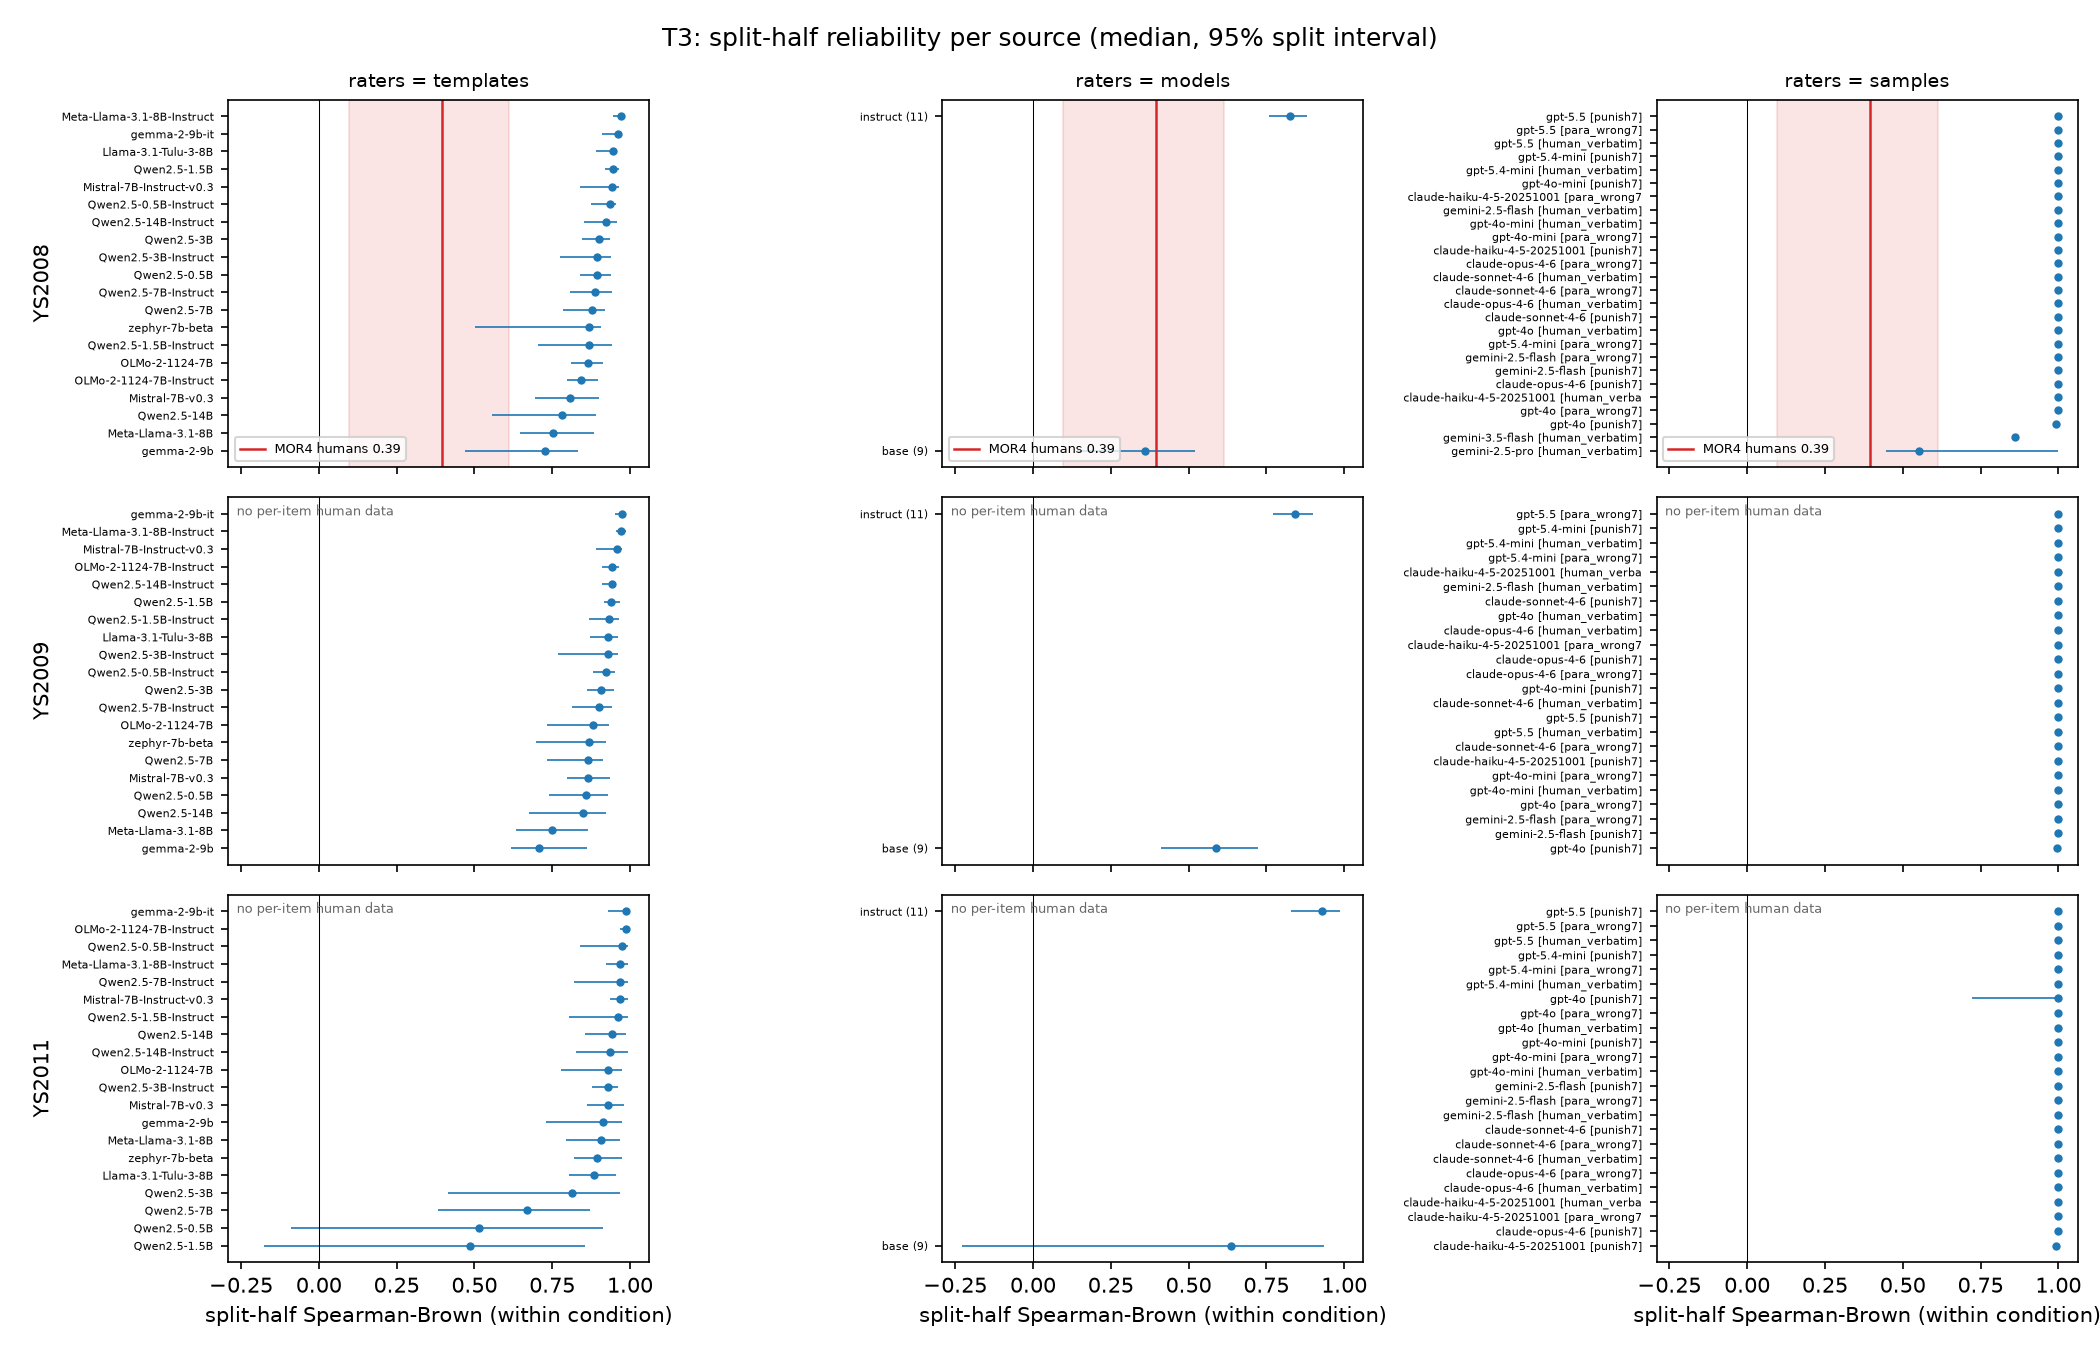 T3: split-half reliability per source (median, 95% split interval)
raters = templates
YS2008
Meta-Llama-3.1-8B-Instruct
gemma-2-9b-it
Llama-3.1-Tulu-3-8B
Qwen2.5-1.5B
Mistral-7B-Instruct-v0.3
Qwen2.5-0.5B-Instruct
Qwen2.5-14B-Instruct
Qwen2.5-3B
Qwen2.5-3B-Instruct
Qwen2.5-0.5B
Qwen2.5-7B-Instruct
Qwen2.5-7B
zephyr-7b-beta
Qwen2.5-1.5B-Instruct
OLMo-2-1124-7B
OLMo-2-1124-7B-Instruct
Mistral-7B-v0.3
Qwen2.5-14B
Meta-Llama-3.1-8B
gemma-2-9b
MOR4 humans 0.39
raters = models
instruct (11)
base (9)
MOR4 humans 0.39
raters = samples
gpt-5.5 [punish7]
gpt-5.5 [para_wrong7]
gpt-5.5 [human_verbatim]
gpt-5.4-mini [punish7]
gpt-5.4-mini [human_verbatim]
gpt-4o-mini [punish7]
claude-haiku-4-5-20251001 [para_wrong7
gemini-2.5-flash [human_verbatim]
gpt-4o-mini [human_verbatim]
gpt-4o-mini [para_wrong7]
claude-haiku-4-5-20251001 [punish7]
claude-opus-4-6 [para_wrong7]
claude-sonnet-4-6 [human_verbatim]
claude-sonnet-4-6 [para_wrong7]
claude-opus-4-6 [human_verbatim]
claude-sonnet-4-6 [punish7]
gpt-4o [human_verbatim]
gpt-5.4-mini [para_wrong7]
gemini-2.5-flash [para_wrong7]
gemini-2.5-flash [punish7]
claude-opus-4-6 [punish7]
claude-haiku-4-5-20251001 [human_verba
gpt-4o [para_wrong7]
gpt-4o [punish7]
gemini-3.5-flash [human_verbatim]
gemini-2.5-pro [human_verbatim]
MOR4 humans 0.39
YS2009
gemma-2-9b-it
Meta-Llama-3.1-8B-Instruct
Mistral-7B-Instruct-v0.3
OLMo-2-1124-7B-Instruct
Qwen2.5-14B-Instruct
Qwen2.5-1.5B
Qwen2.5-1.5B-Instruct
Llama-3.1-Tulu-3-8B
Qwen2.5-3B-Instruct
Qwen2.5-0.5B-Instruct
Qwen2.5-3B
Qwen2.5-7B-Instruct
OLMo-2-1124-7B
zephyr-7b-beta
Qwen2.5-7B
Mistral-7B-v0.3
Qwen2.5-0.5B
Qwen2.5-14B
Meta-Llama-3.1-8B
gemma-2-9b
no per-item human data
instruct (11)
base (9)
no per-item human data
gpt-5.5 [para_wrong7]
gpt-5.4-mini [punish7]
gpt-5.4-mini [human_verbatim]
gpt-5.4-mini [para_wrong7]
claude-haiku-4-5-20251001 [human_verba
gemini-2.5-flash [human_verbatim]
claude-sonnet-4-6 [punish7]
gpt-4o [human_verbatim]
claude-opus-4-6 [human_verbatim]
claude-haiku-4-5-20251001 [para_wrong7
claude-opus-4-6 [punish7]
claude-opus-4-6 [para_wrong7]
gpt-4o-mini [punish7]
claude-sonnet-4-6 [human_verbatim]
gpt-5.5 [punish7]
gpt-5.5 [human_verbatim]
claude-sonnet-4-6 [para_wrong7]
claude-haiku-4-5-20251001 [punish7]
gpt-4o-mini [para_wrong7]
gpt-4o-mini [human_verbatim]
gpt-4o [para_wrong7]
gemini-2.5-flash [para_wrong7]
gemini-2.5-flash [punish7]
gpt-4o [punish7]
no per-item human data
YS2011
gemma-2-9b-it
OLMo-2-1124-7B-Instruct
Qwen2.5-0.5B-Instruct
Meta-Llama-3.1-8B-Instruct
Qwen2.5-7B-Instruct
Mistral-7B-Instruct-v0.3
Qwen2.5-1.5B-Instruct
Qwen2.5-14B
Qwen2.5-14B-Instruct
OLMo-2-1124-7B
Qwen2.5-3B-Instruct
Mistral-7B-v0.3
gemma-2-9b
Meta-Llama-3.1-8B
zephyr-7b-beta
Llama-3.1-Tulu-3-8B
Qwen2.5-3B
Qwen2.5-7B
Qwen2.5-0.5B
Qwen2.5-1.5B
no per-item human data
−0.25 0.00 0.25 0.50 0.75 1.00
split-half Spearman-Brown (within condition)
instruct (11)
base (9)
no per-item human data
−0.25 0.00 0.25 0.50 0.75 1.00
split-half Spearman-Brown (within condition)
gpt-5.5 [punish7]
gpt-5.5 [para_wrong7]
gpt-5.5 [human_verbatim]
gpt-5.4-mini [punish7]
gpt-5.4-mini [para_wrong7]
gpt-5.4-mini [human_verbatim]
gpt-4o [punish7]
gpt-4o [para_wrong7]
gpt-4o [human_verbatim]
gpt-4o-mini [punish7]
gpt-4o-mini [para_wrong7]
gpt-4o-mini [human_verbatim]
gemini-2.5-flash [punish7]
gemini-2.5-flash [para_wrong7]
gemini-2.5-flash [human_verbatim]
claude-sonnet-4-6 [punish7]
claude-sonnet-4-6 [para_wrong7]
claude-sonnet-4-6 [human_verbatim]
claude-opus-4-6 [para_wrong7]
claude-opus-4-6 [human_verbatim]
claude-haiku-4-5-20251001 [human_verba
claude-haiku-4-5-20251001 [para_wrong7
claude-opus-4-6 [punish7]
claude-haiku-4-5-20251001 [punish7]
no per-item human data
−0.25 0.00 0.25 0.50 0.75 1.00
split-half Spearman-Brown (within condition)